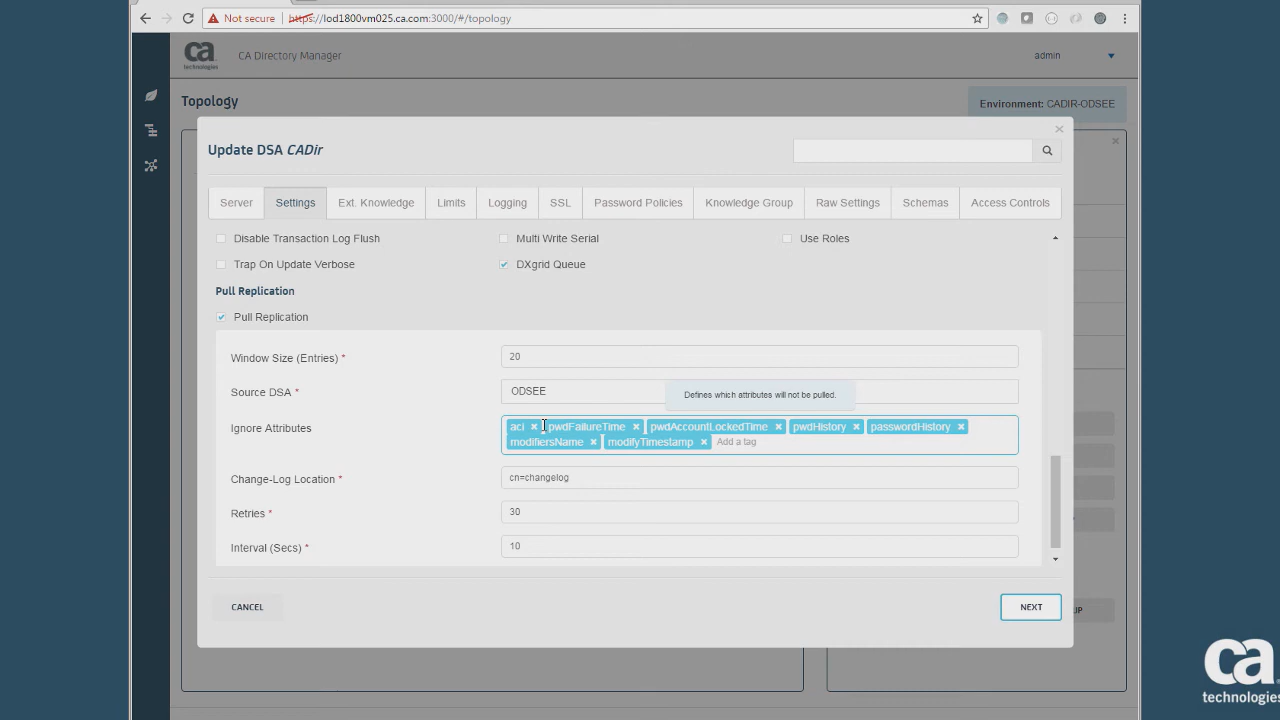 Not secure https://lod1800vm025.ca.com:3000/#/topology
ca technologies CA Directory Manager admin
Topology Environment: CADIR-ODSEE
Update DSA CADir
Server Settings Ext. Knowledge Limits Logging SSL Password Policies Knowledge Group Raw Settings Schemas Access Controls
Disable Transaction Log Flush Multi Write Serial Use Roles
Trap On Update Verbose DXgrid Queue
Pull Replication
Pull Replication
Window Size (Entries) * 20
Source DSA * ODSEE
Defines which attributes will not be pulled.
Ignore Attributes aci pwdFailureTime pwdAccountLockedTime pwdHistory passwordHistory
modifiersName modifyTimestamp Add a tag
Change-Log Location * cn=changelog
Retries * 30
Interval (Secs) * 10
CANCEL NEXT UP
ca
technologies